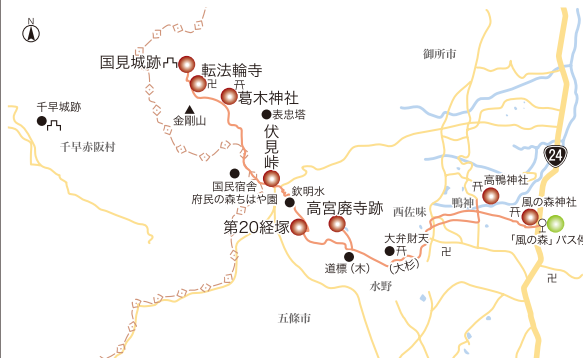 N
国見城跡
転法輪寺
葛木神社
金剛山
表忠塔
伏見峠
千早城跡
千早赤阪村
御所市
24
国民宿舎
府民の森ちはや園
欽明水
高宮廃寺跡
第20経塚
西佐味
鴨神
高鴨神社
風の森神社
「風の森」バス停
大弁財天
(大杉)
道標（木）
水野
五條市